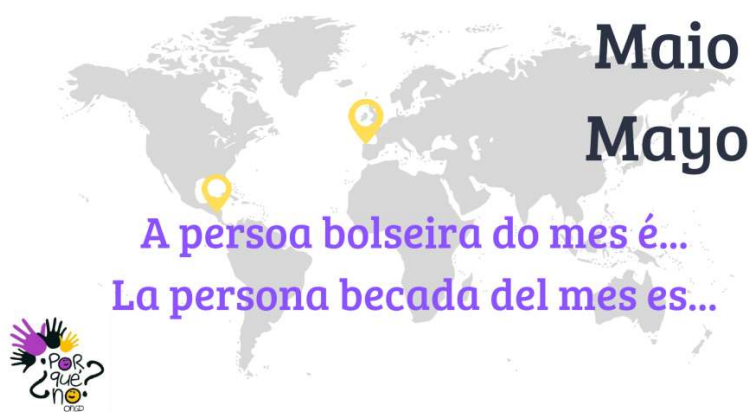 Maio
Mayo
A persoa bolseira do mes é...
La persona becada del mes es...
¿POR
qué?
no.
ONGD